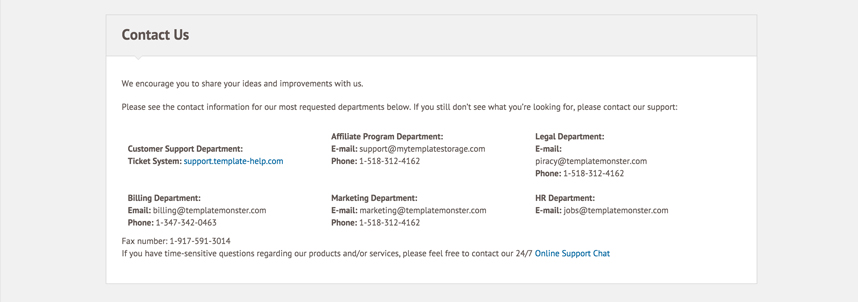 Contact Us
We encourage you to share your ideas and improvements with us.
Please see the contact information for our most requested departments below. If you still don't see what you're looking for, please contact our support:
Customer Support Department:
Ticket System: support.template-help.com
Affiliate Program Department:
E-mail: support@mytemplatestorage.com
Phone: 1-518-312-4162
Legal Department:
E-mail:
piracy@templatemonster.com
Phone: 1-518-312-4162
Billing Department:
Email: billing@templatemonster.com
Phone: 1-347-342-0463
Marketing Department:
E-mail: marketing@templatemonster.com
Phone: 1-518-312-4162
HR Department:
E-mail: jobs@templatemonster.com
Fax number: 1-917-591-3014
If you have time-sensitive questions regarding our products and/or services, please feel free to contact our 24/7 Online Support Chat